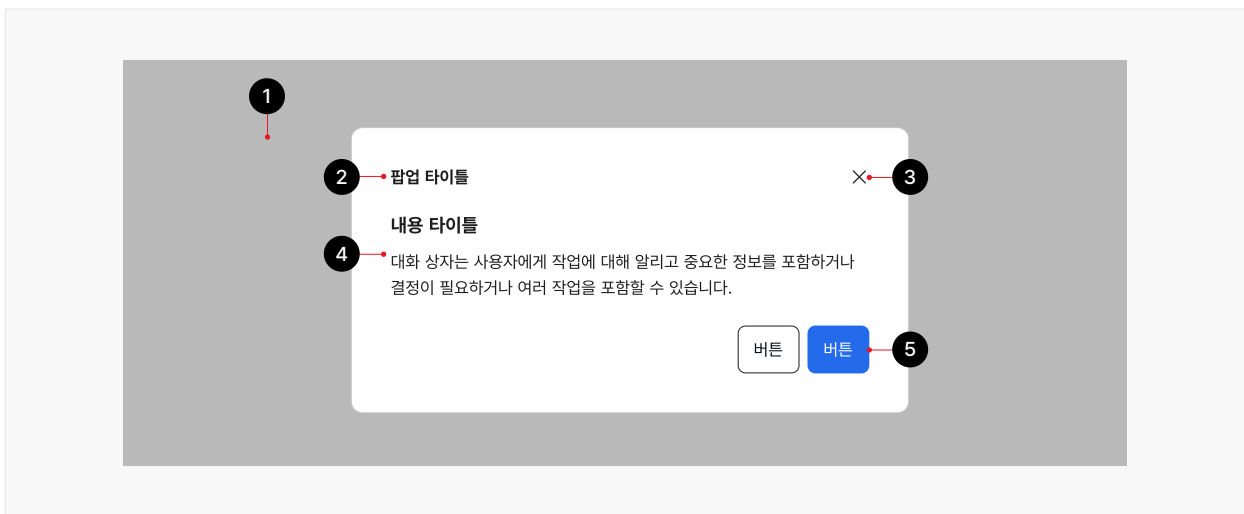 1
2 팝업 타이틀 3
내용 타이틀
4
대화 상자는 사용자에게 작업에 대해 알리고 중요한 정보를 포함하거나
결정이 필요하거나 여러 작업을 포함할 수 있습니다.
버튼 버튼 5